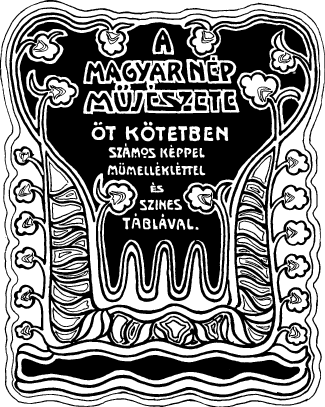 A
MAGYAR NÉP
MŰVÉSZETE
ÖT KÖTETBEN
SZÁMOS KÉPPEL
MŰMELLÉKLETTEL
ÉS
SZINES
TÁBLÁVAL.